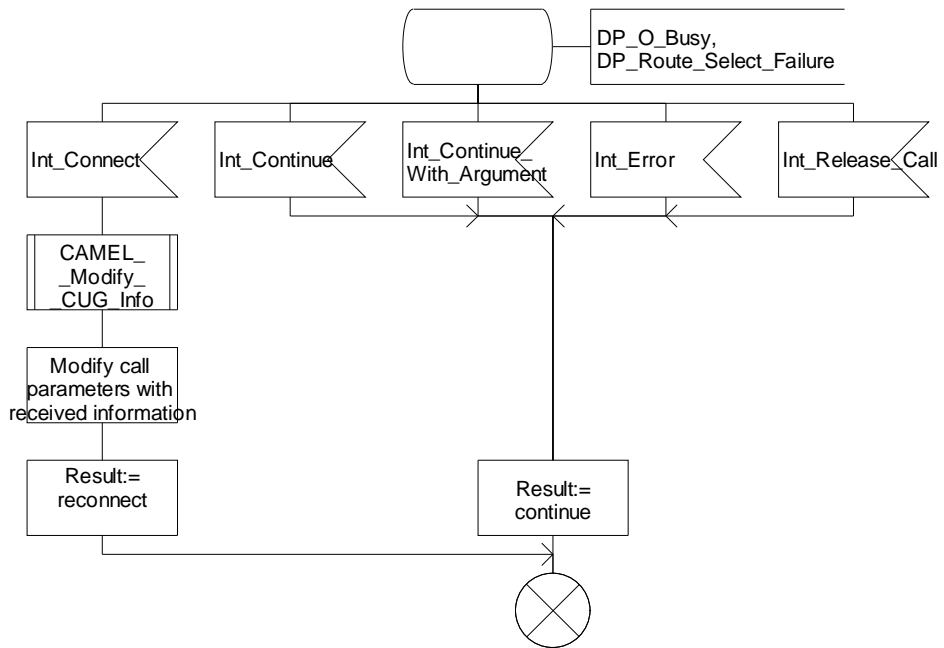 DP_O_Busy,
DP_Route_Select_Failure
Int_Connect
Int_Continue
Int_Continue_
With_Argument
Int_Error
Int_Release_Call
CAMEL_
_Modify_
_CUG_Info
Modify call
parameters with
received information
Result:=
reconnect
Result:=
continue